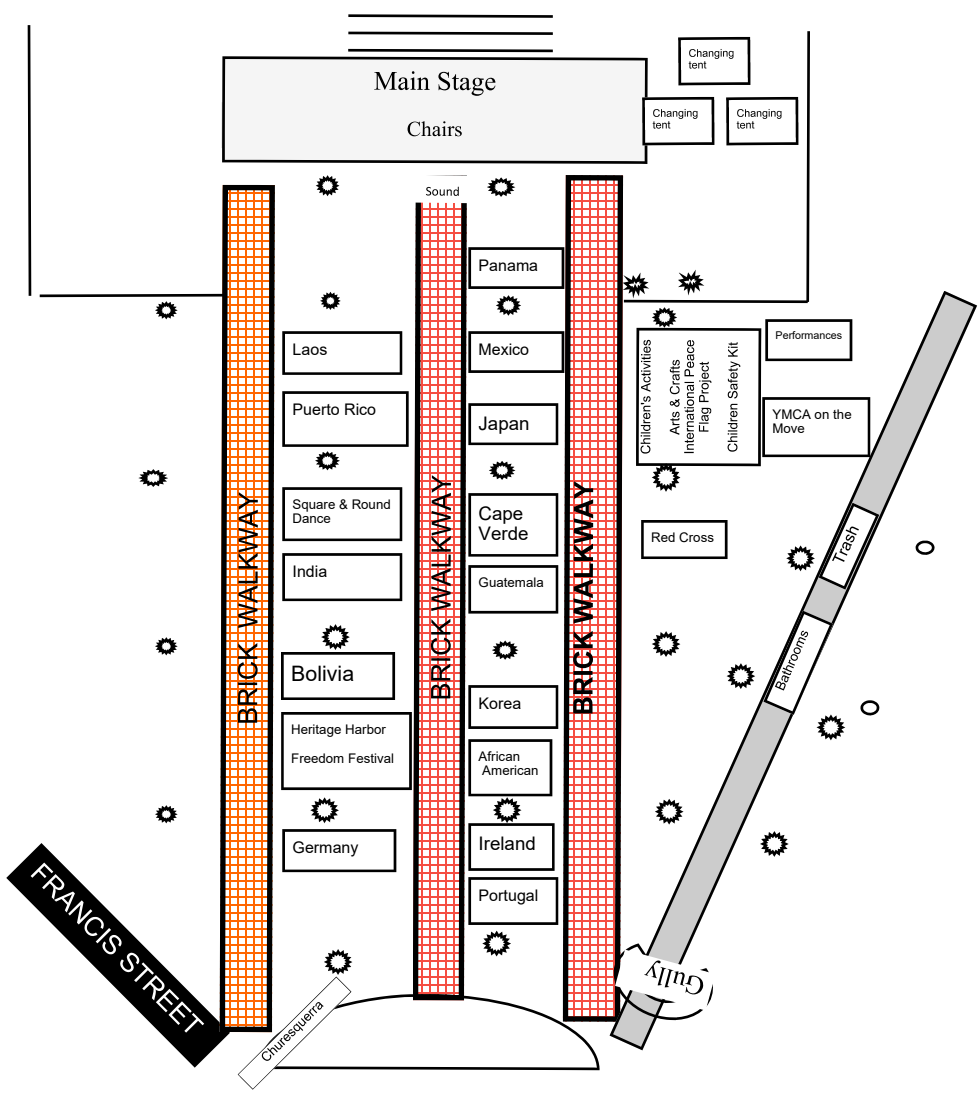 Main Stage
Chairs
Changing
tent
Changing
tent
Changing
tent
Sound
Panama
Laos
Mexico
Puerto Rico
Japan
Square & Round
Dance
Cape
Verde
India
Guatemala
Bolivia
Korea
Heritage Harbor
Freedom Festival
African
American
Germany
Ireland
Portugal
BRICK WALKWAY
BRICK WALKWAY
BRICK WALKWAY
Children's Activities
Arts & Crafts
International Peace
Flag Project
Children Safety Kit
Performances
YMCA on the
Move
Red Cross
Trash
Bathrooms
Gully
FRANCIS STREET
Churesquerra